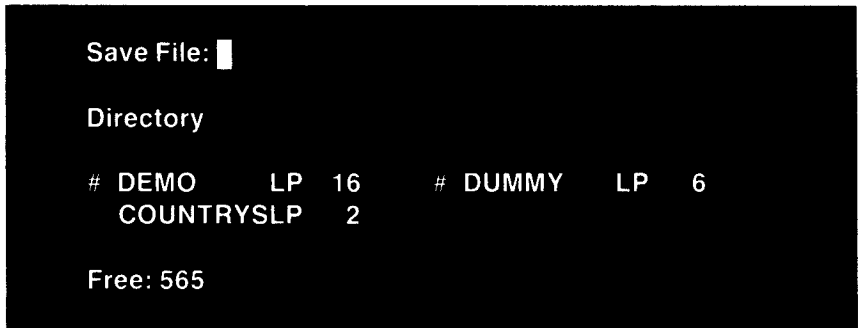 Save File:
Directory
# DEMO LP 16 # DUMMY LP 6
COUNTRYSLP 2
Free: 565